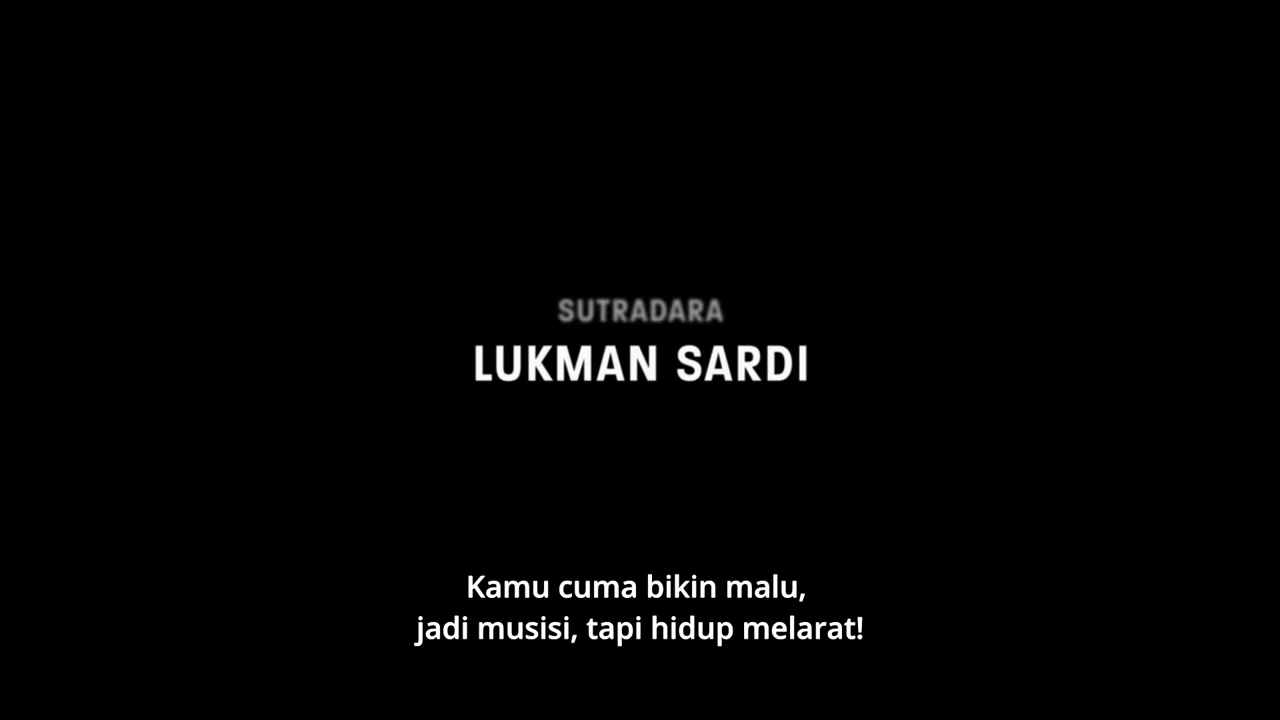 SUTRADARA
LUKMAN SARDI
Kamu cuma bikin malu,
jadi musisi, tapi hidup melarat!